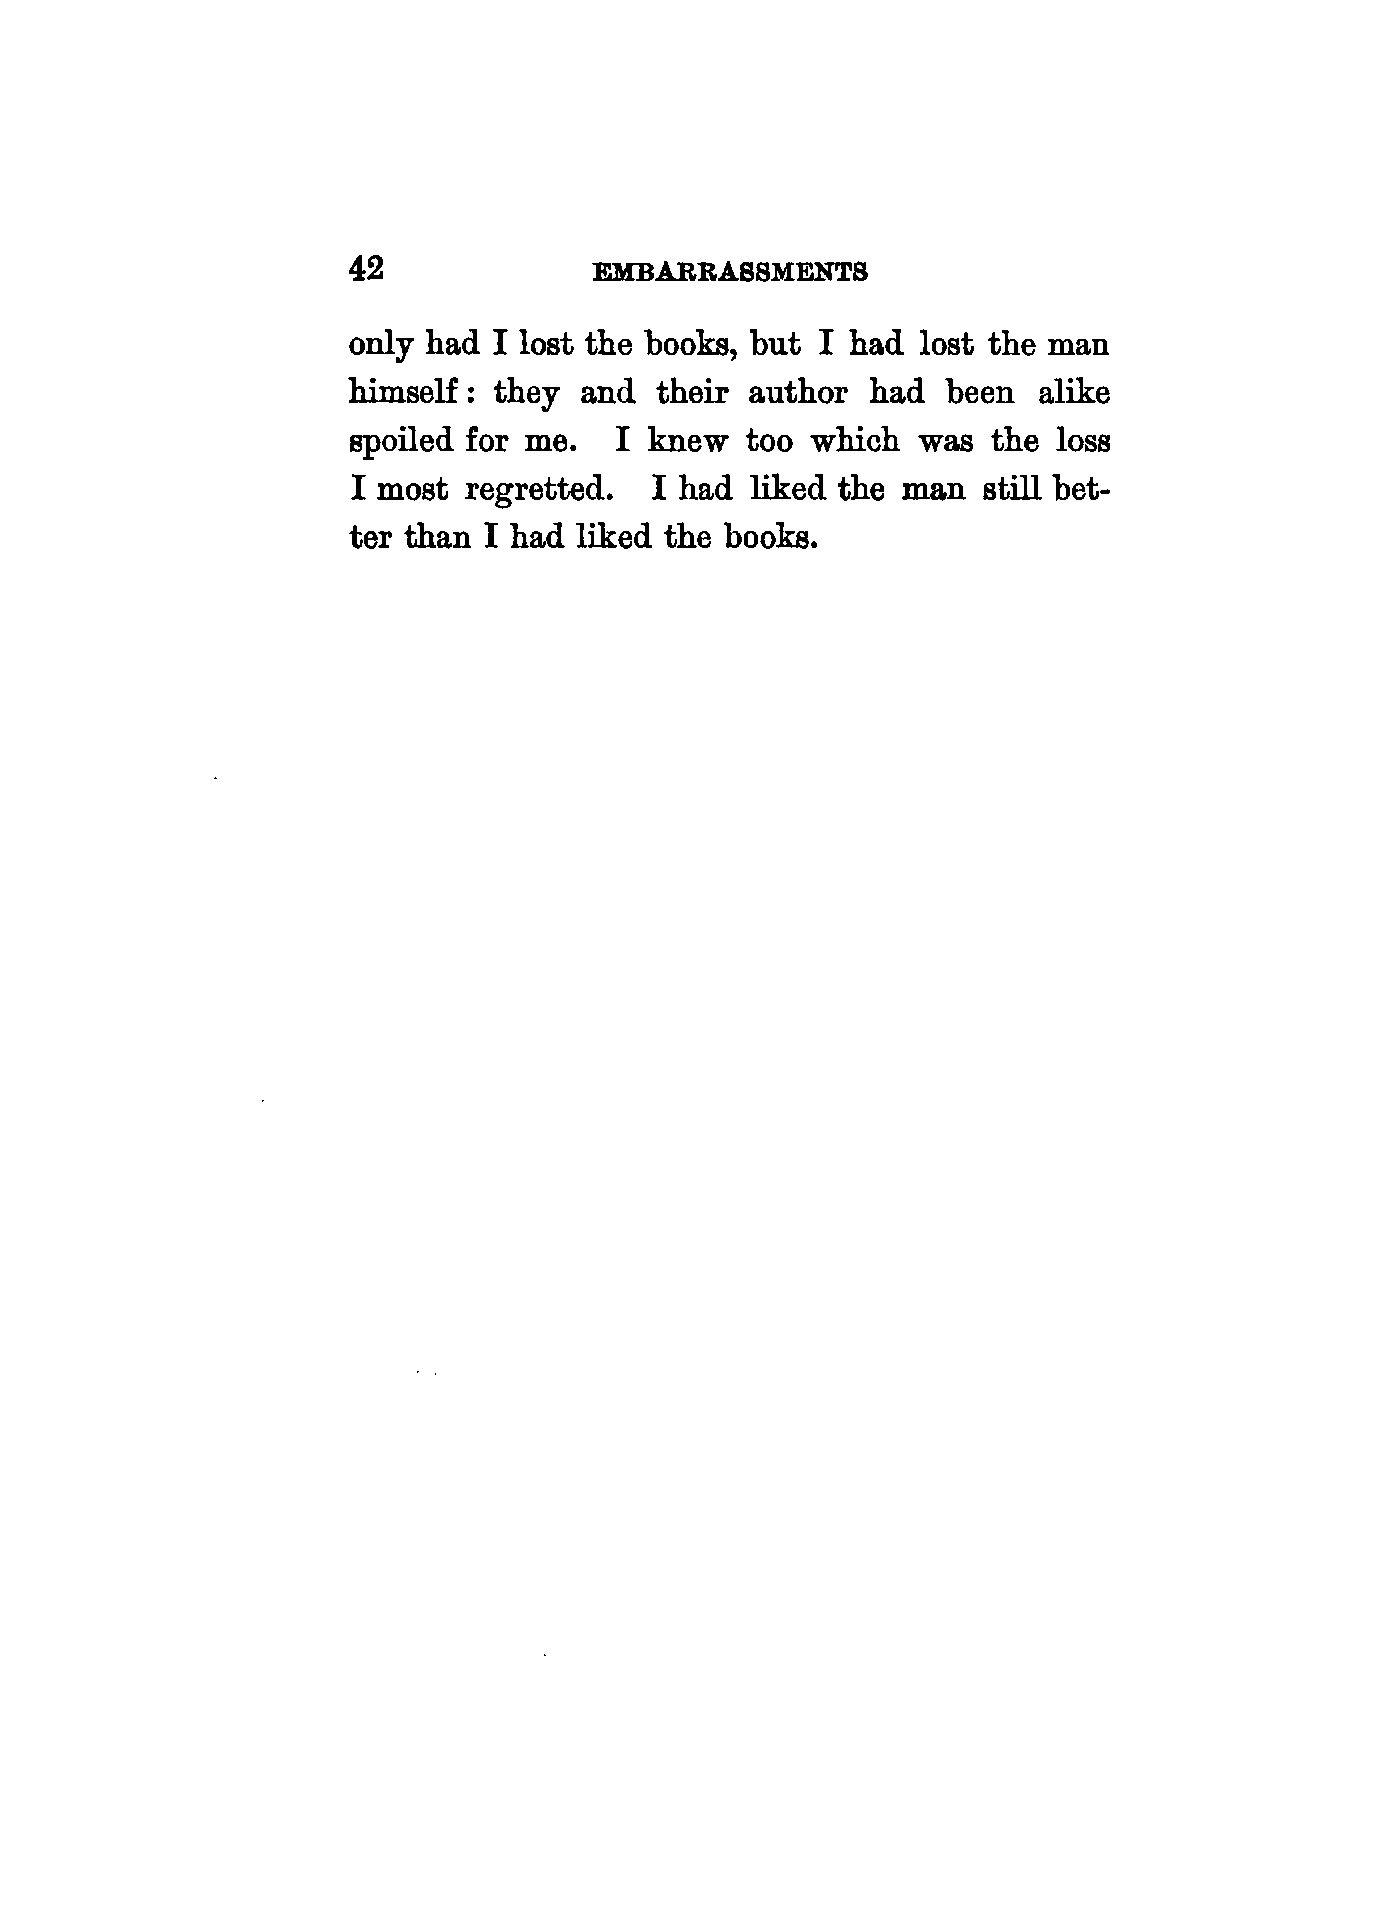 42 EMBARRASSMENTS
only had I lost the books, but I had lost the man
himself: they and their author had been alike
spoiled for me. I knew too which was the loss
I most regretted. I had liked the man still bet-
ter than I had liked the books.